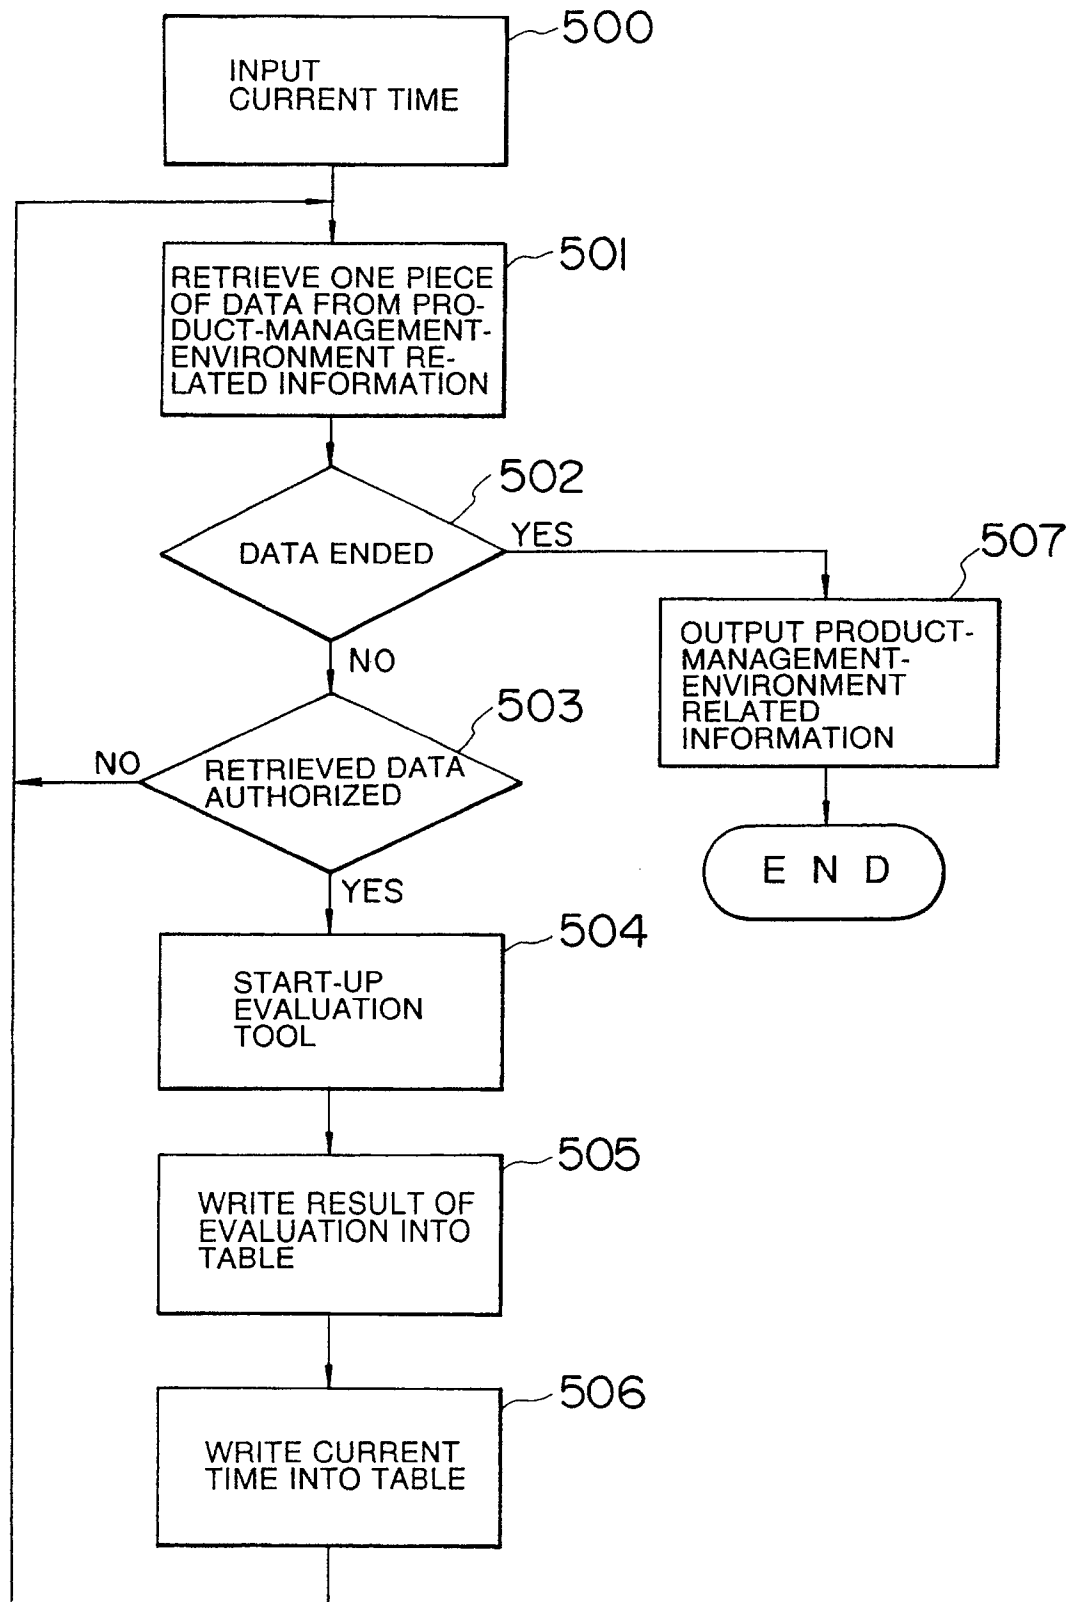 500
INPUT
CURRENT TIME
501
RETRIEVE ONE PIECE
OF DATA FROM PRO-
DUCT-MANAGEMENT-
ENVIRONMENT RE-
LATED INFORMATION
502
DATA ENDED
YES
NO
507
OUTPUT PRODUCT-
MANAGEMENT-
ENVIRONMENT
RELATED
INFORMATION
503
RETRIEVED DATA
AUTHORIZED
NO
YES
END
504
START-UP
EVALUATION
TOOL
505
WRITE RESULT OF
EVALUATION INTO
TABLE
506
WRITE CURRENT
TIME INTO TABLE